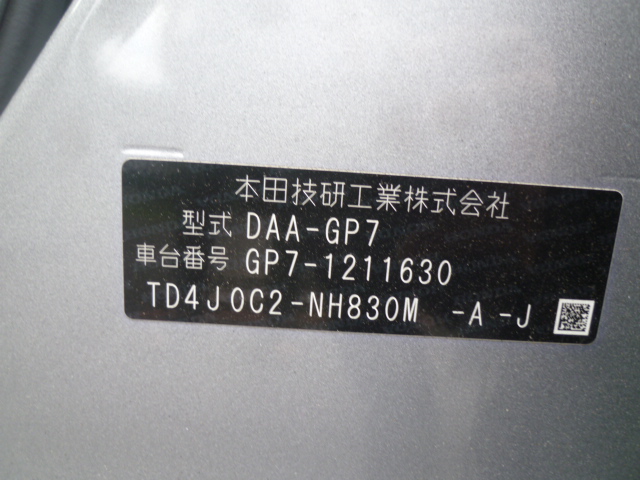 本田技研工業株式会社
型式 DAA-GP7
車台番号 GP7-1211630
TD4J0C2-NH830M -A -J